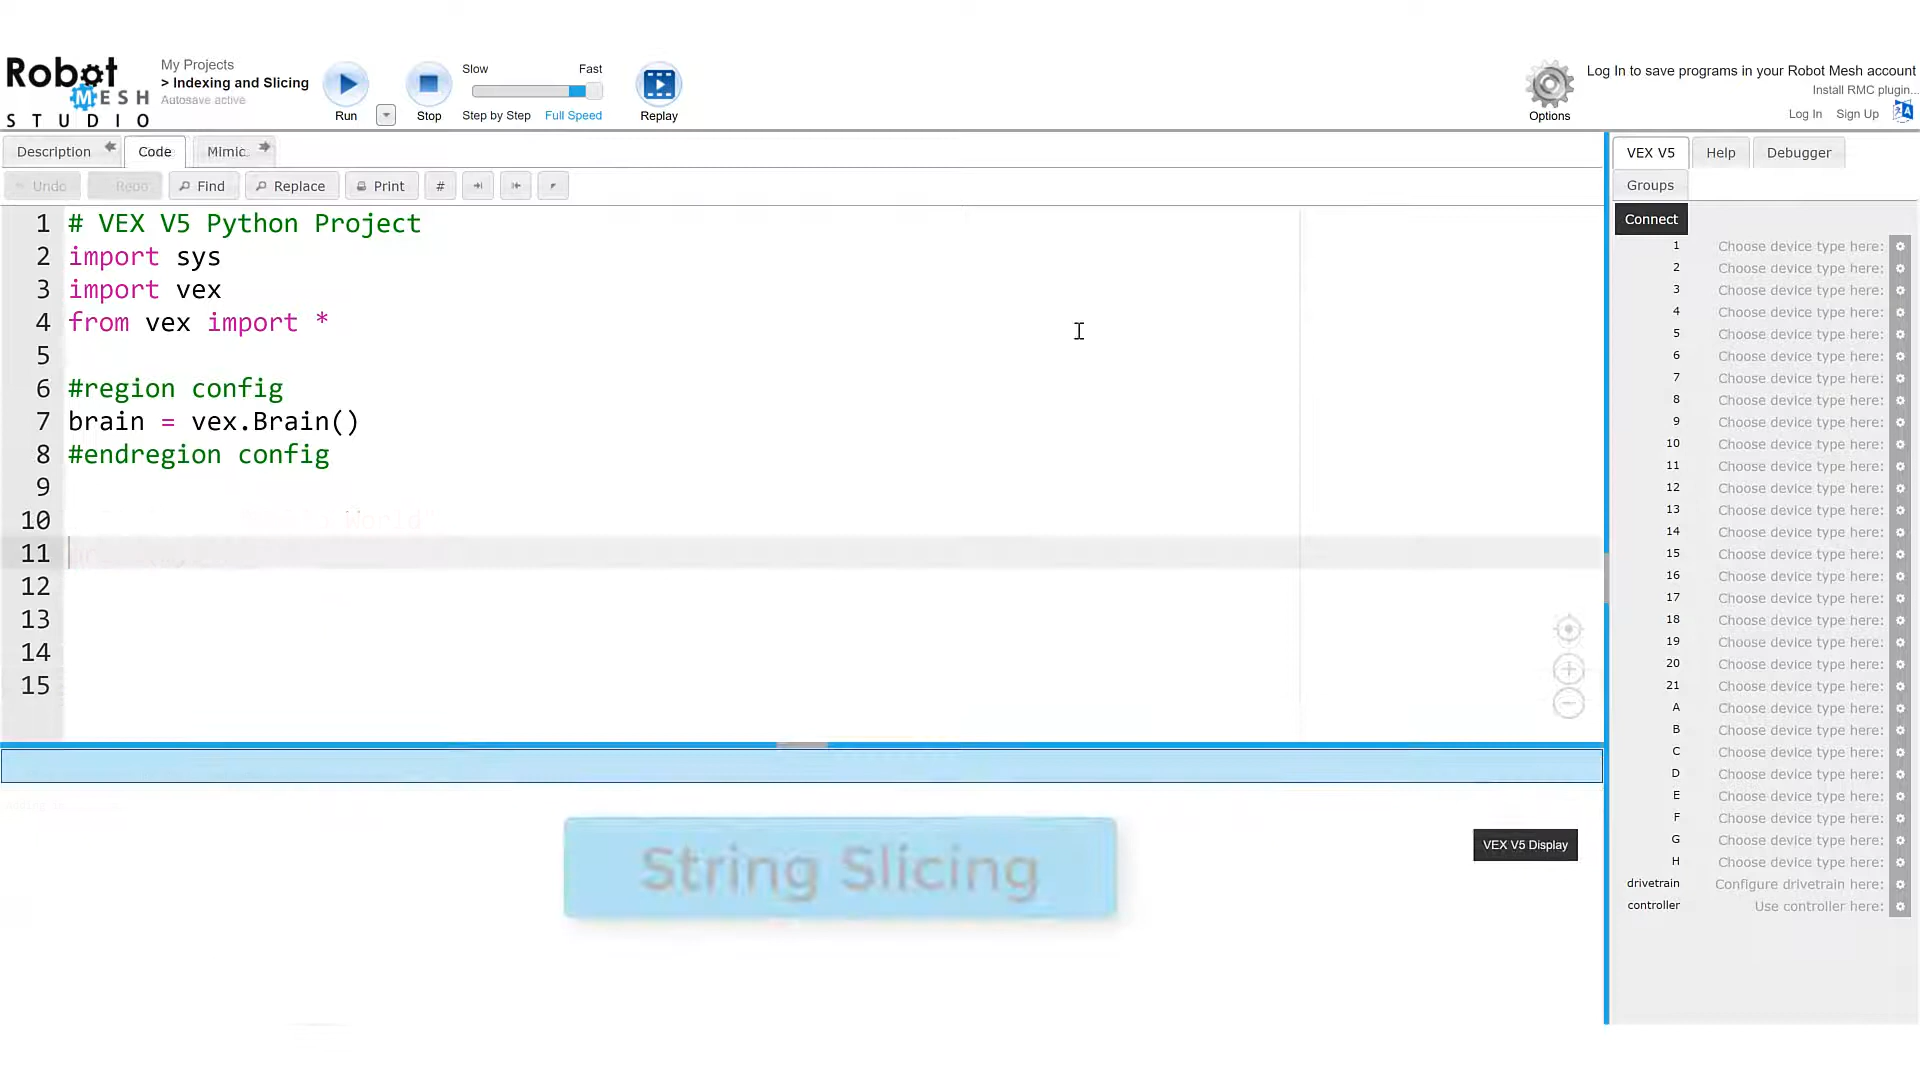 Robot
MESH
STUDIO
My Projects
> Indexing and Slicing
Autosave active
Run
Stop
Slow
Fast
Step by Step
Full Speed
Replay
Options
Log In to save programs in your Robot Mesh account
Install RMC plugin...
Log In
Sign Up
Description
Code
Mimic
Undo
Redo
Find
Replace
Print
#
1 # VEX V5 Python Project
2 import sys
3 import vex
4 from vex import *
5
6 #region config
7 brain = vex.Brain()
8 #endregion config
9
10 World"
11
12
13
14
15
String Slicing
VEX V5 Display
VEX V5
Help
Debugger
Groups
Connect
1 Choose device type here:
2 Choose device type here:
3 Choose device type here:
4 Choose device type here:
5 Choose device type here:
6 Choose device type here:
7 Choose device type here:
8 Choose device type here:
9 Choose device type here:
10 Choose device type here:
11 Choose device type here:
12 Choose device type here:
13 Choose device type here:
14 Choose device type here:
15 Choose device type here:
16 Choose device type here:
17 Choose device type here:
18 Choose device type here:
19 Choose device type here:
20 Choose device type here:
21 Choose device type here:
A Choose device type here:
B Choose device type here:
C Choose device type here:
D Choose device type here:
E Choose device type here:
F Choose device type here:
G Choose device type here:
H Choose device type here:
drivetrain Configure drivetrain here:
controller Use controller here: